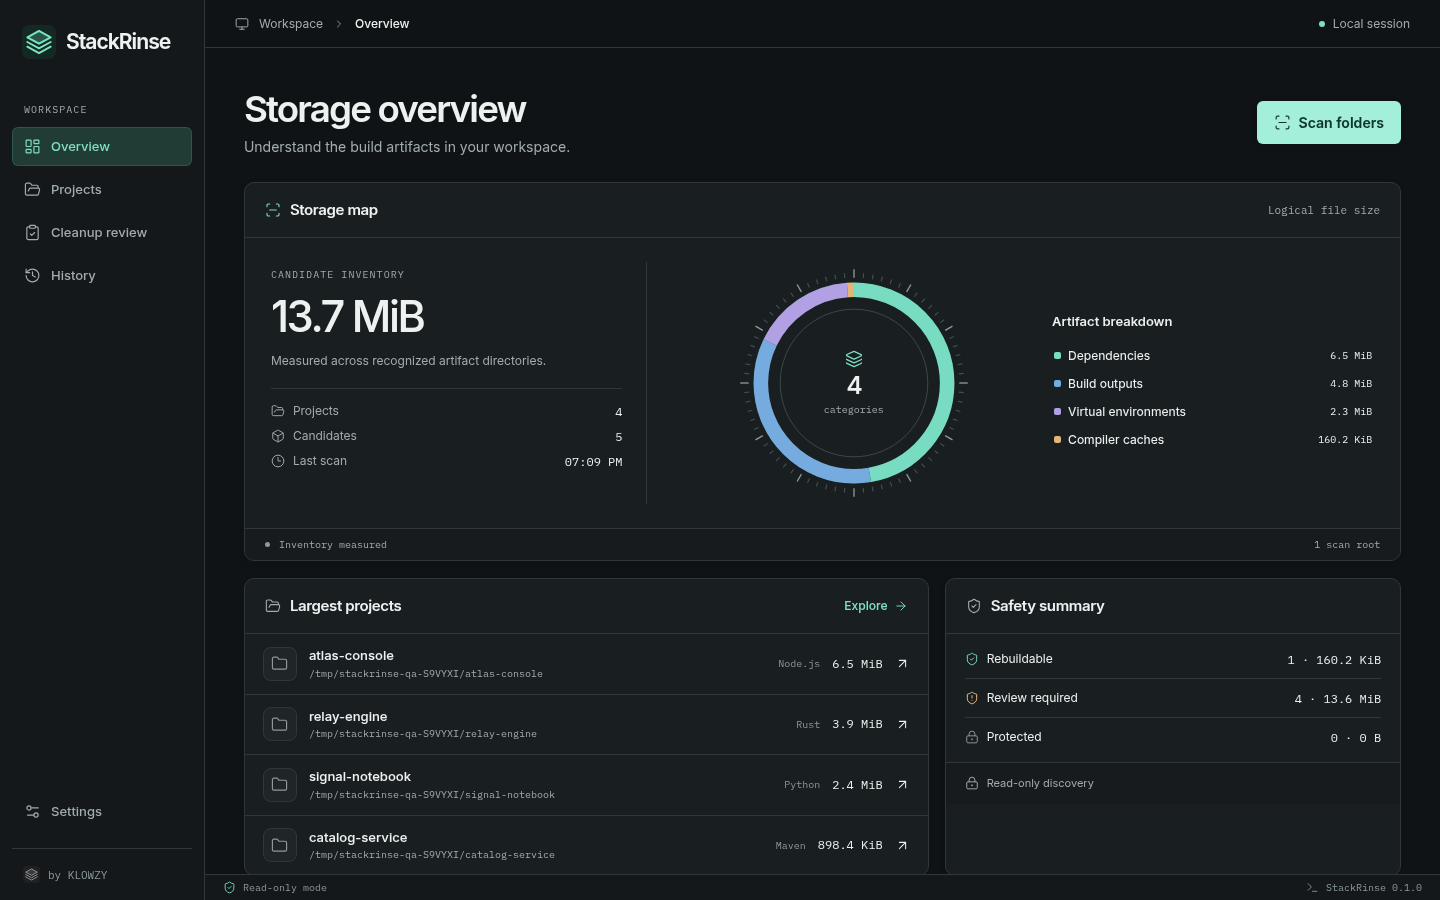 StackRinse
WORKSPACE
Overview
Projects
Cleanup review
History
Settings
by KLOWZY
Workspace > Overview
Local session
Storage overview
Understand the build artifacts in your workspace.
Scan folders
Storage map
Logical file size
CANDIDATE INVENTORY
13.7 MiB
Measured across recognized artifact directories.
Projects 4
Candidates 5
Last scan 07:09 PM
4
categories
Artifact breakdown
Dependencies 6.5 MiB
Build outputs 4.8 MiB
Virtual environments 2.3 MiB
Compiler caches 160.2 KiB
Inventory measured
1 scan root
Largest projects
Explore
atlas-console
/tmp/stackrinse-qa-S9VYXI/atlas-console
Node.js 6.5 MiB
relay-engine
/tmp/stackrinse-qa-S9VYXI/relay-engine
Rust 3.9 MiB
signal-notebook
/tmp/stackrinse-qa-S9VYXI/signal-notebook
Python 2.4 MiB
catalog-service
/tmp/stackrinse-qa-S9VYXI/catalog-service
Maven 898.4 KiB
Safety summary
Rebuildable 1 · 160.2 KiB
Review required 4 · 13.6 MiB
Protected 0 · 0 B
Read-only discovery
Read-only mode
StackRinse 0.1.0